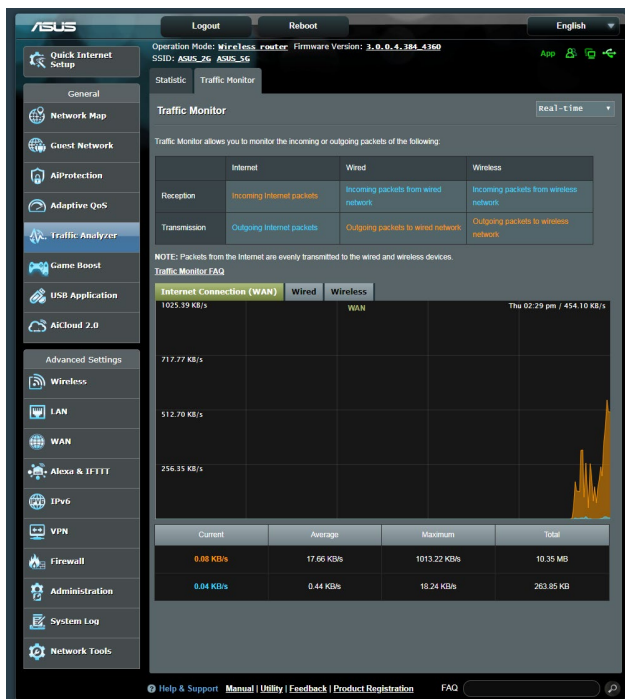 ASUS
Logout
Reboot
English
Operation Mode: Wireless router Firmware Version: 3.0.0.4.384_4360
SSID: ASUS_2G ASUS_5G
App
Quick Internet
Setup
General
Network Map
Guest Network
AiProtection
Adaptive QoS
Traffic Analyzer
Game Boost
USB Application
AiCloud 2.0
Advanced Settings
Wireless
LAN
WAN
Alexa & IFTTT
IPv6
VPN
Firewall
Administration
System Log
Network Tools
Statistic
Traffic Monitor
Traffic Monitor
Real-time
Traffic Monitor allows you to monitor the incoming or outgoing packets of the following:
Internet
Wired
Wireless
Reception
Incoming Internet packets
Incoming packets from wired
network
Incoming packets from wireless
network
Transmission
Outgoing Internet packets
Outgoing packets to wired network
Outgoing packets to wireless
network
NOTE: Packets from the Internet are evenly transmitted to the wired and wireless devices.
Traffic Monitor FAQ
Internet Connection (WAN)
Wired
Wireless
1025.39 KB/s
WAN
Thu 02:29 pm / 454.10 KB/s
717.77 KB/s
512.70 KB/s
256.35 KB/s
Current
Average
Maximum
Total
0.08 KB/s
17.66 KB/s
1013.22 KB/s
10.35 MB
0.04 KB/s
0.44 KB/s
18.24 KB/s
263.85 KB
Help & Support
Manual | Utility | Feedback | Product Registration
FAQ